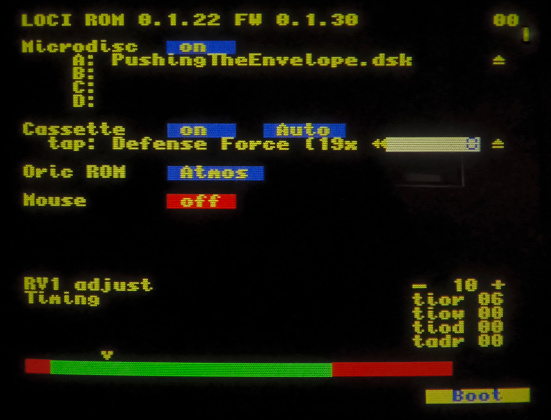 LOCI ROM 0.1.22 FW 0.1.30 00
Microdisc on
A: PushingTheEnvelope.dsk
B:
C:
D:
Cassette on Auto
tap: Defense Force (19x
Oric ROM Atmos
Mouse off
RV1 adjust - 10 +
Timing tior 06
tiow 00
tiod 00
tadr 00
v
Boot